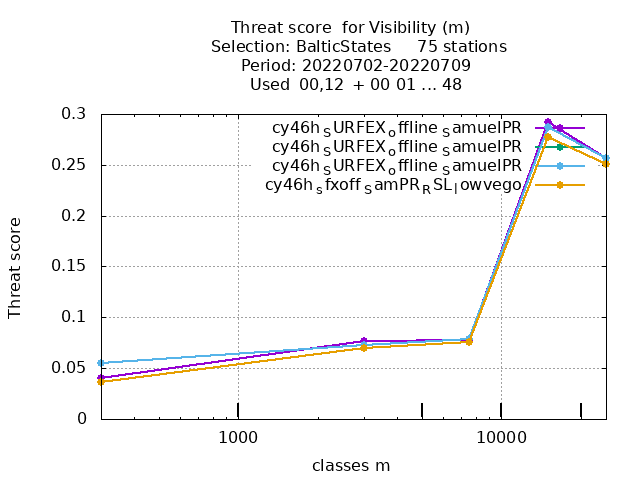 Threat score for Visibility (m)
Selection: BalticStates 75 stations
Period: 20220702-20220709
Used 00,12 + 00 01 ... 48
0.3
cy46h_SURFEX_offline_SamuelPR
cy46h_SURFEX_offline_SamuelPR
0.25
cy46h_SURFEX_offline_SamuelPR
cy46h_sfxoff_SamPR_RSL_lowvego
0.2
Threat score
0.15
0.1
0.05
0
1000 10000
classes m